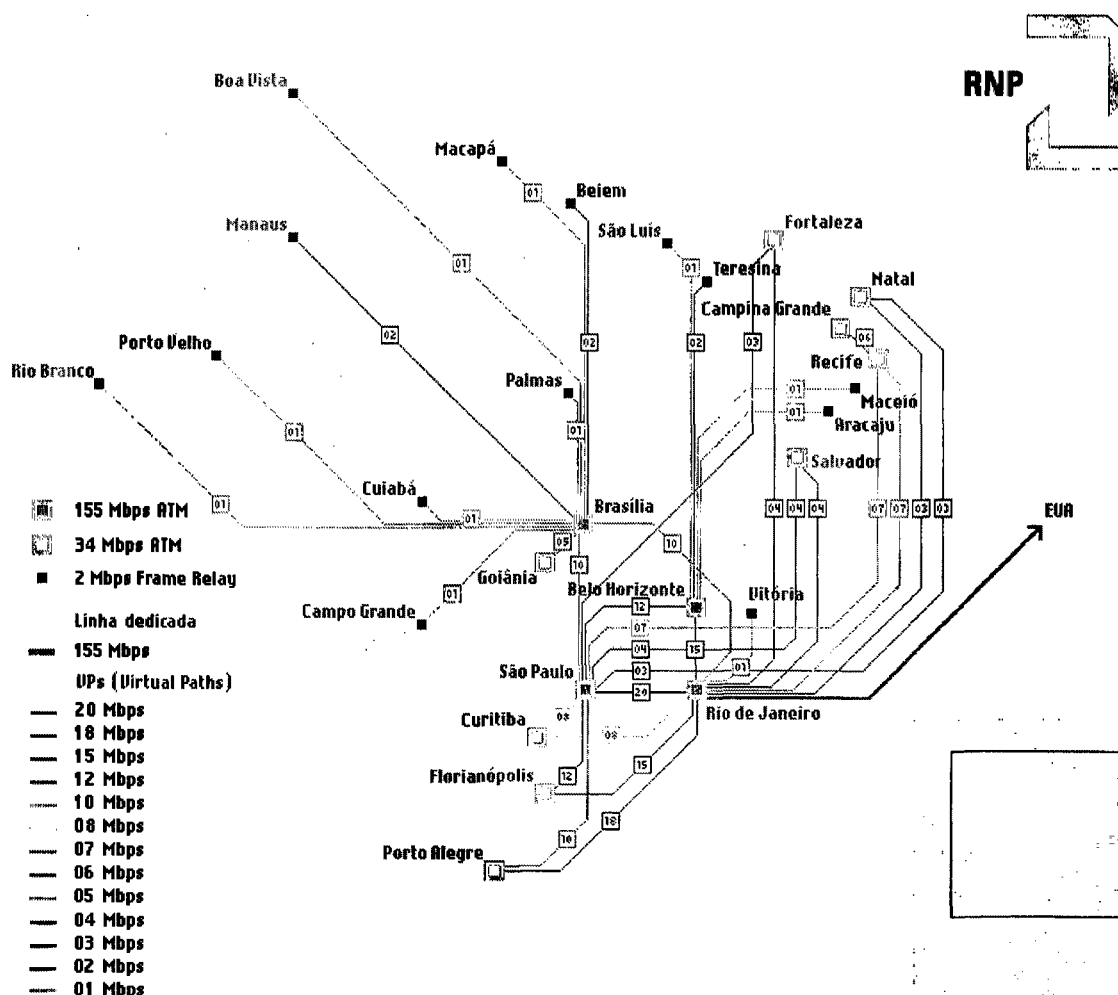 RNP
Boa Vista
Macapá
01
Belem
Manaus
São Luís
Fortaleza
01
01
Teresina
Natal
Campina Grande
02
Porto Velho
02
02
03
06
Recife
Rio Branco
Palmas
01
Maceió
01
Aracaju
01
01
Salvador
Cuiabá
01
01
Brasília
04
04
04
07
07
03
03
EUA
155 Mbps ATM
34 Mbps ATM
2 Mbps Frame Relay
05
10
10
Goiânia
Belo Horizonte
Vitória
01
Campo Grande
12
07
Linha dedicada
155 Mbps
04
15
São Paulo
03
01
VPs (Virtual Paths)
20
Rio de Janeiro
20 Mbps
18 Mbps
15 Mbps
12 Mbps
10 Mbps
08 Mbps
07 Mbps
06 Mbps
05 Mbps
04 Mbps
03 Mbps
02 Mbps
01 Mbps
Curitiba
08
08
Florianópolis
12
15
18
10
Porto Alegre